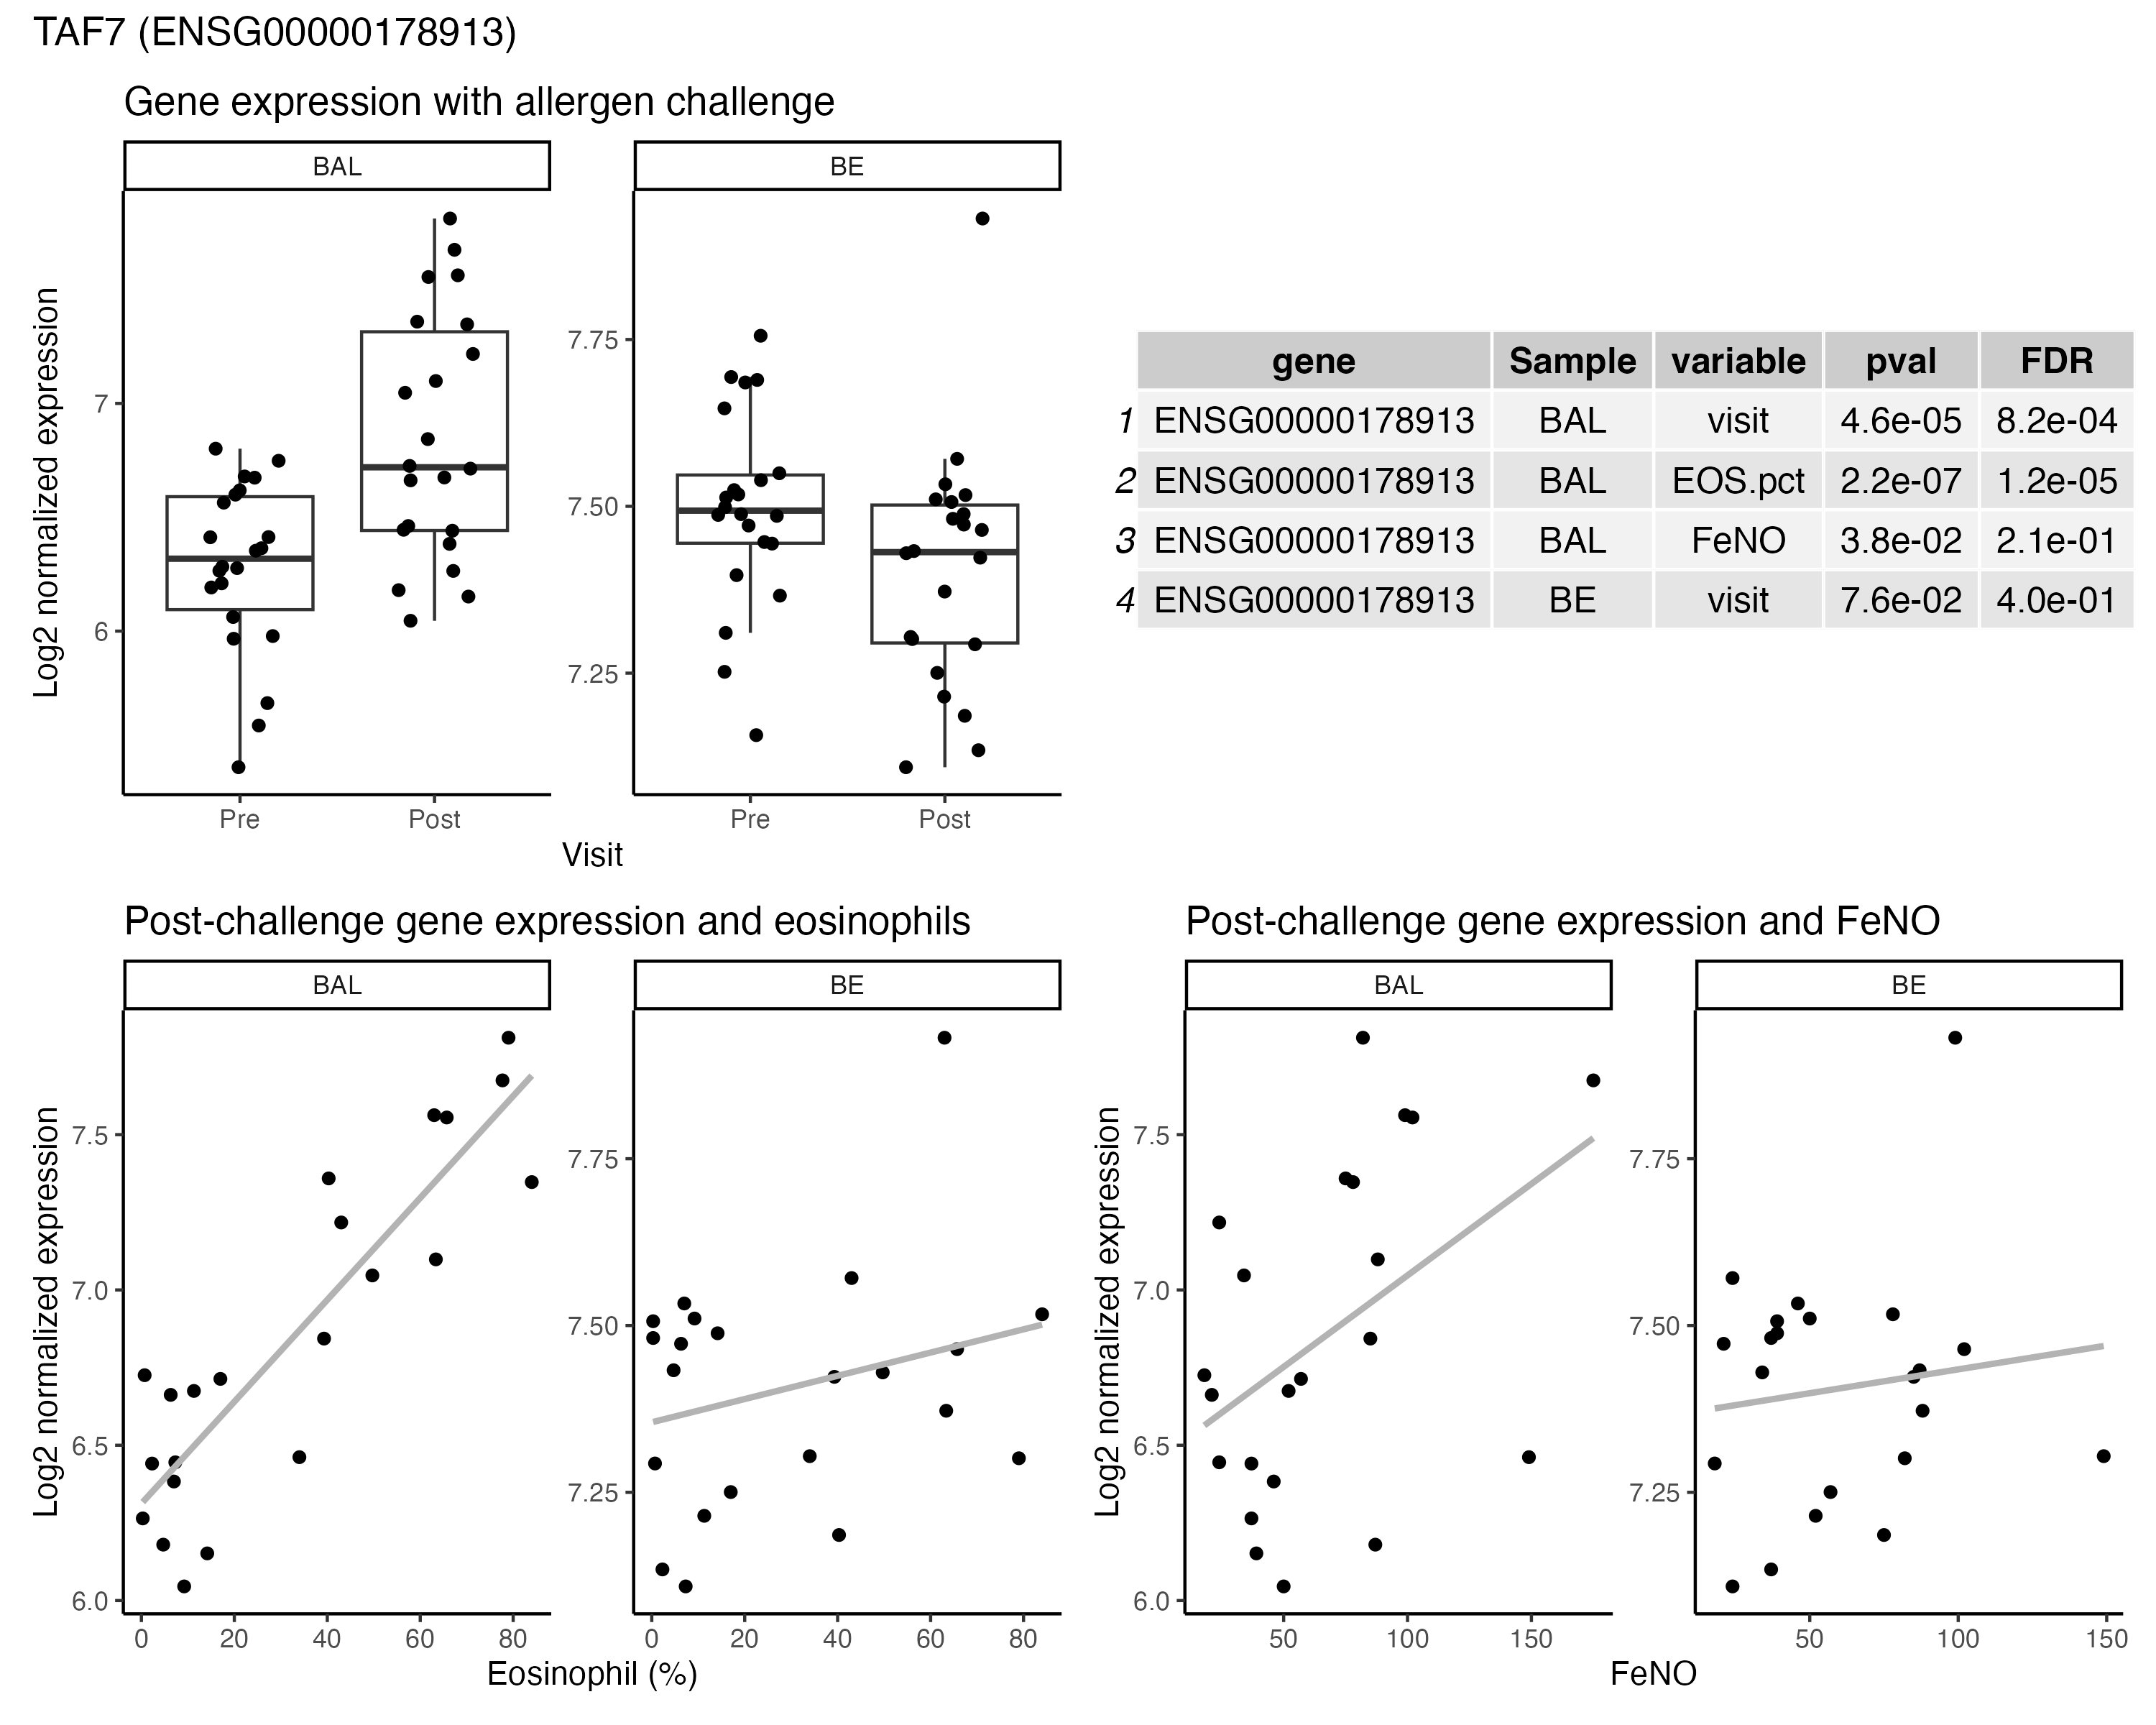 TAF7 (ENSG00000178913)
Gene expression with allergen challenge
BAL
BE
Log2 normalized expression
7
6
7.75
7.50
7.25
Pre
Post
Pre
Post
Visit
gene Sample variable pval FDR
1 ENSG00000178913 BAL visit 4.6e-05 8.2e-04
2 ENSG00000178913 BAL EOS.pct 2.2e-07 1.2e-05
3 ENSG00000178913 BAL FeNO 3.8e-02 2.1e-01
4 ENSG00000178913 BE visit 7.6e-02 4.0e-01
Post-challenge gene expression and eosinophils
BAL
BE
Log2 normalized expression
7.5
7.0
6.5
6.0
7.75
7.50
7.25
0 20 40 60 80
0 20 40 60 80
Eosinophil (%)
Post-challenge gene expression and FeNO
BAL
BE
Log2 normalized expression
7.5
7.0
6.5
6.0
7.75
7.50
7.25
50 100 150
50 100 150
FeNO